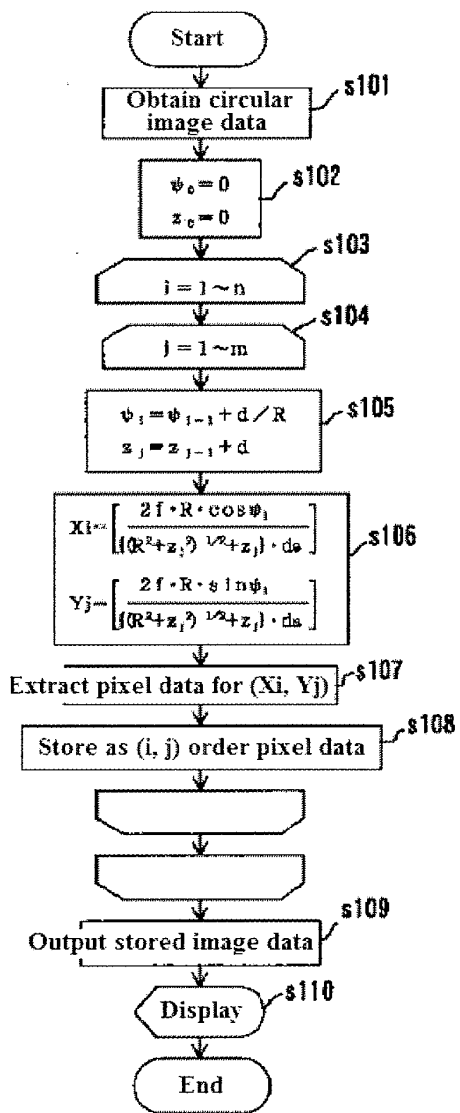 Start
Obtain circular
image data
s101
ψ₀=0
z₀=0
s102
s103
i = 1~n
s104
j = 1~m
ψᵢ=ψᵢ₋₁+d/R
zⱼ=zⱼ₋₁+d
s105
Xi=[2f・R・cosψᵢ/{(R²+zⱼ²)^1/2+zⱼ}・ds]
Yj=[2f・R・sinψᵢ/{(R²+zⱼ²)^1/2+zⱼ}・ds]
s106
s107
Extract pixel data for (Xi, Yj)
s108
Store as (i, j) order pixel data
s109
Output stored image data
Display
s110
End